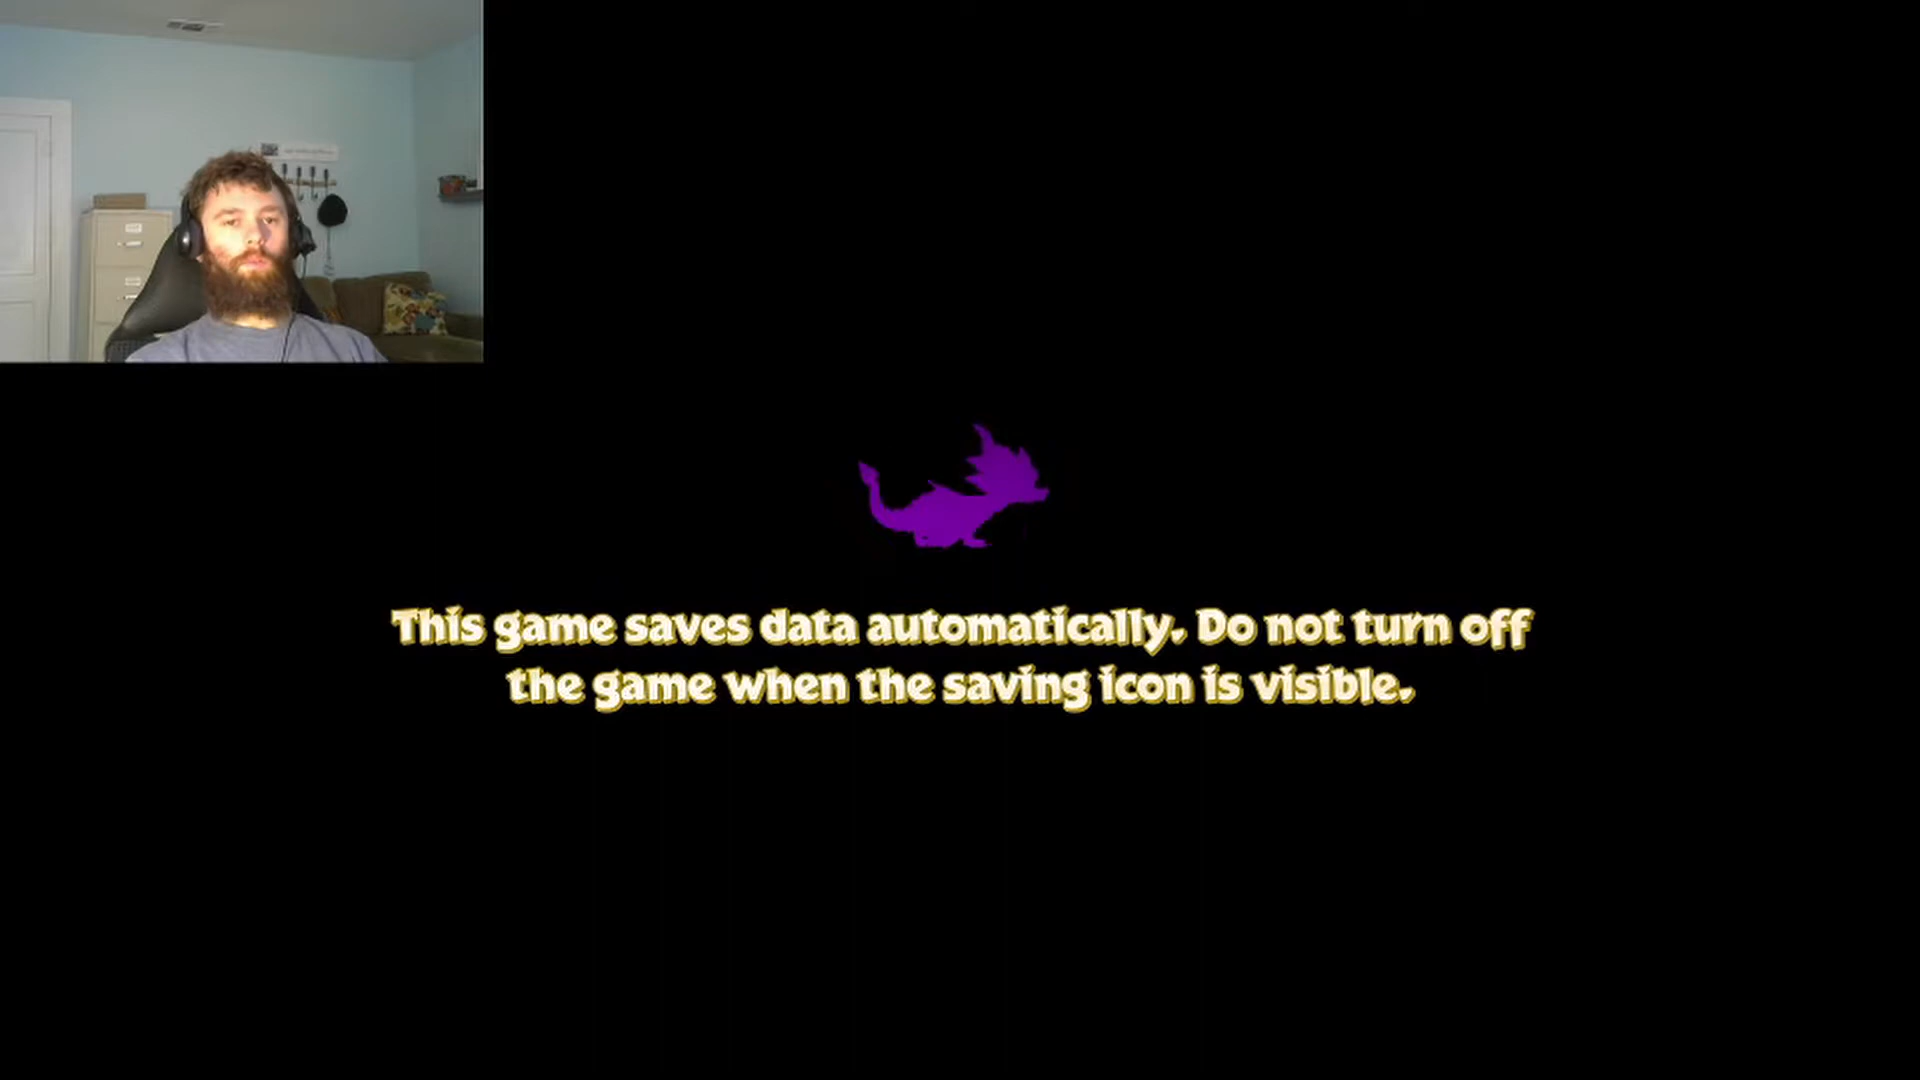 This game saves data automatically. Do not turn off
the game when the saving icon is visible.